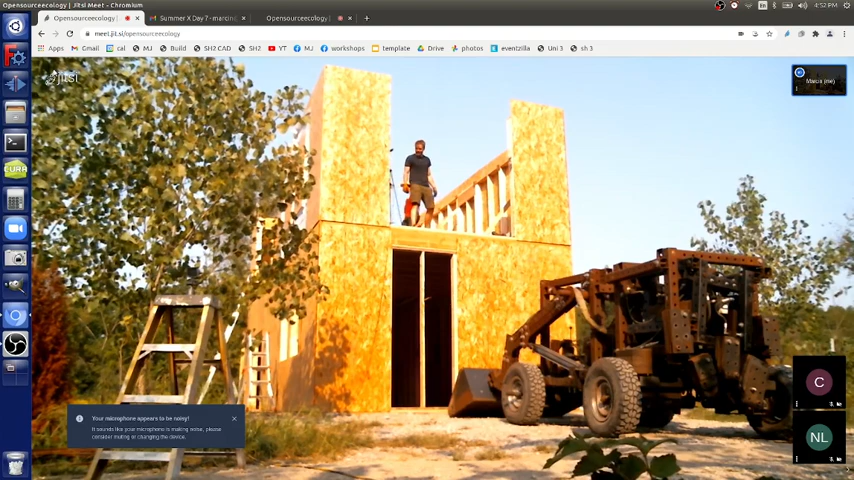 Opensourceecology | Jitsi Meet - Chromium
Opensourceecology
Summer X Day 7 - marcin@
Opensourceecology
4:52 PM
meet.jit.si/opensourceecology
Apps
Gmail
cal
MJ
Build
SH2 CAD
SH2
YT
MJ
workshops
template
Drive
photos
eventzilla
Uni 3
sh 3
jitsi
CURA
Your microphone appears to be noisy!
It sounds like your microphone is making noise, please
consider muting or changing the device.
C
NL